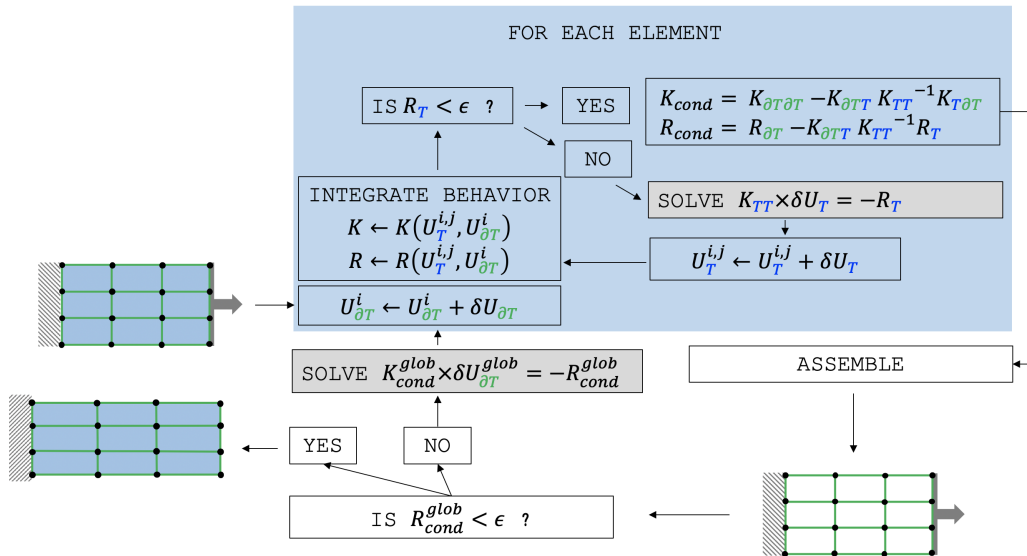 FOR EACH ELEMENT
IS R_T < ϵ ?
YES
K_cond = K_∂T∂T − K_∂TT K_TT^−1 K_T∂T
R_cond = R_∂T − K_∂TT K_TT^−1 R_T
NO
INTEGRATE BEHAVIOR
K ← K(U_T^i,j, U_∂T^i)
R ← R(U_T^i,j, U_∂T^i)
SOLVE K_TT × δU_T = −R_T
U_T^i,j ← U_T^i,j + δU_T
U_∂T^i ← U_∂T^i + δU_∂T
SOLVE K_cond^glob × δU_∂T^glob = −R_cond^glob
ASSEMBLE
YES
NO
IS R_cond^glob < ϵ ?